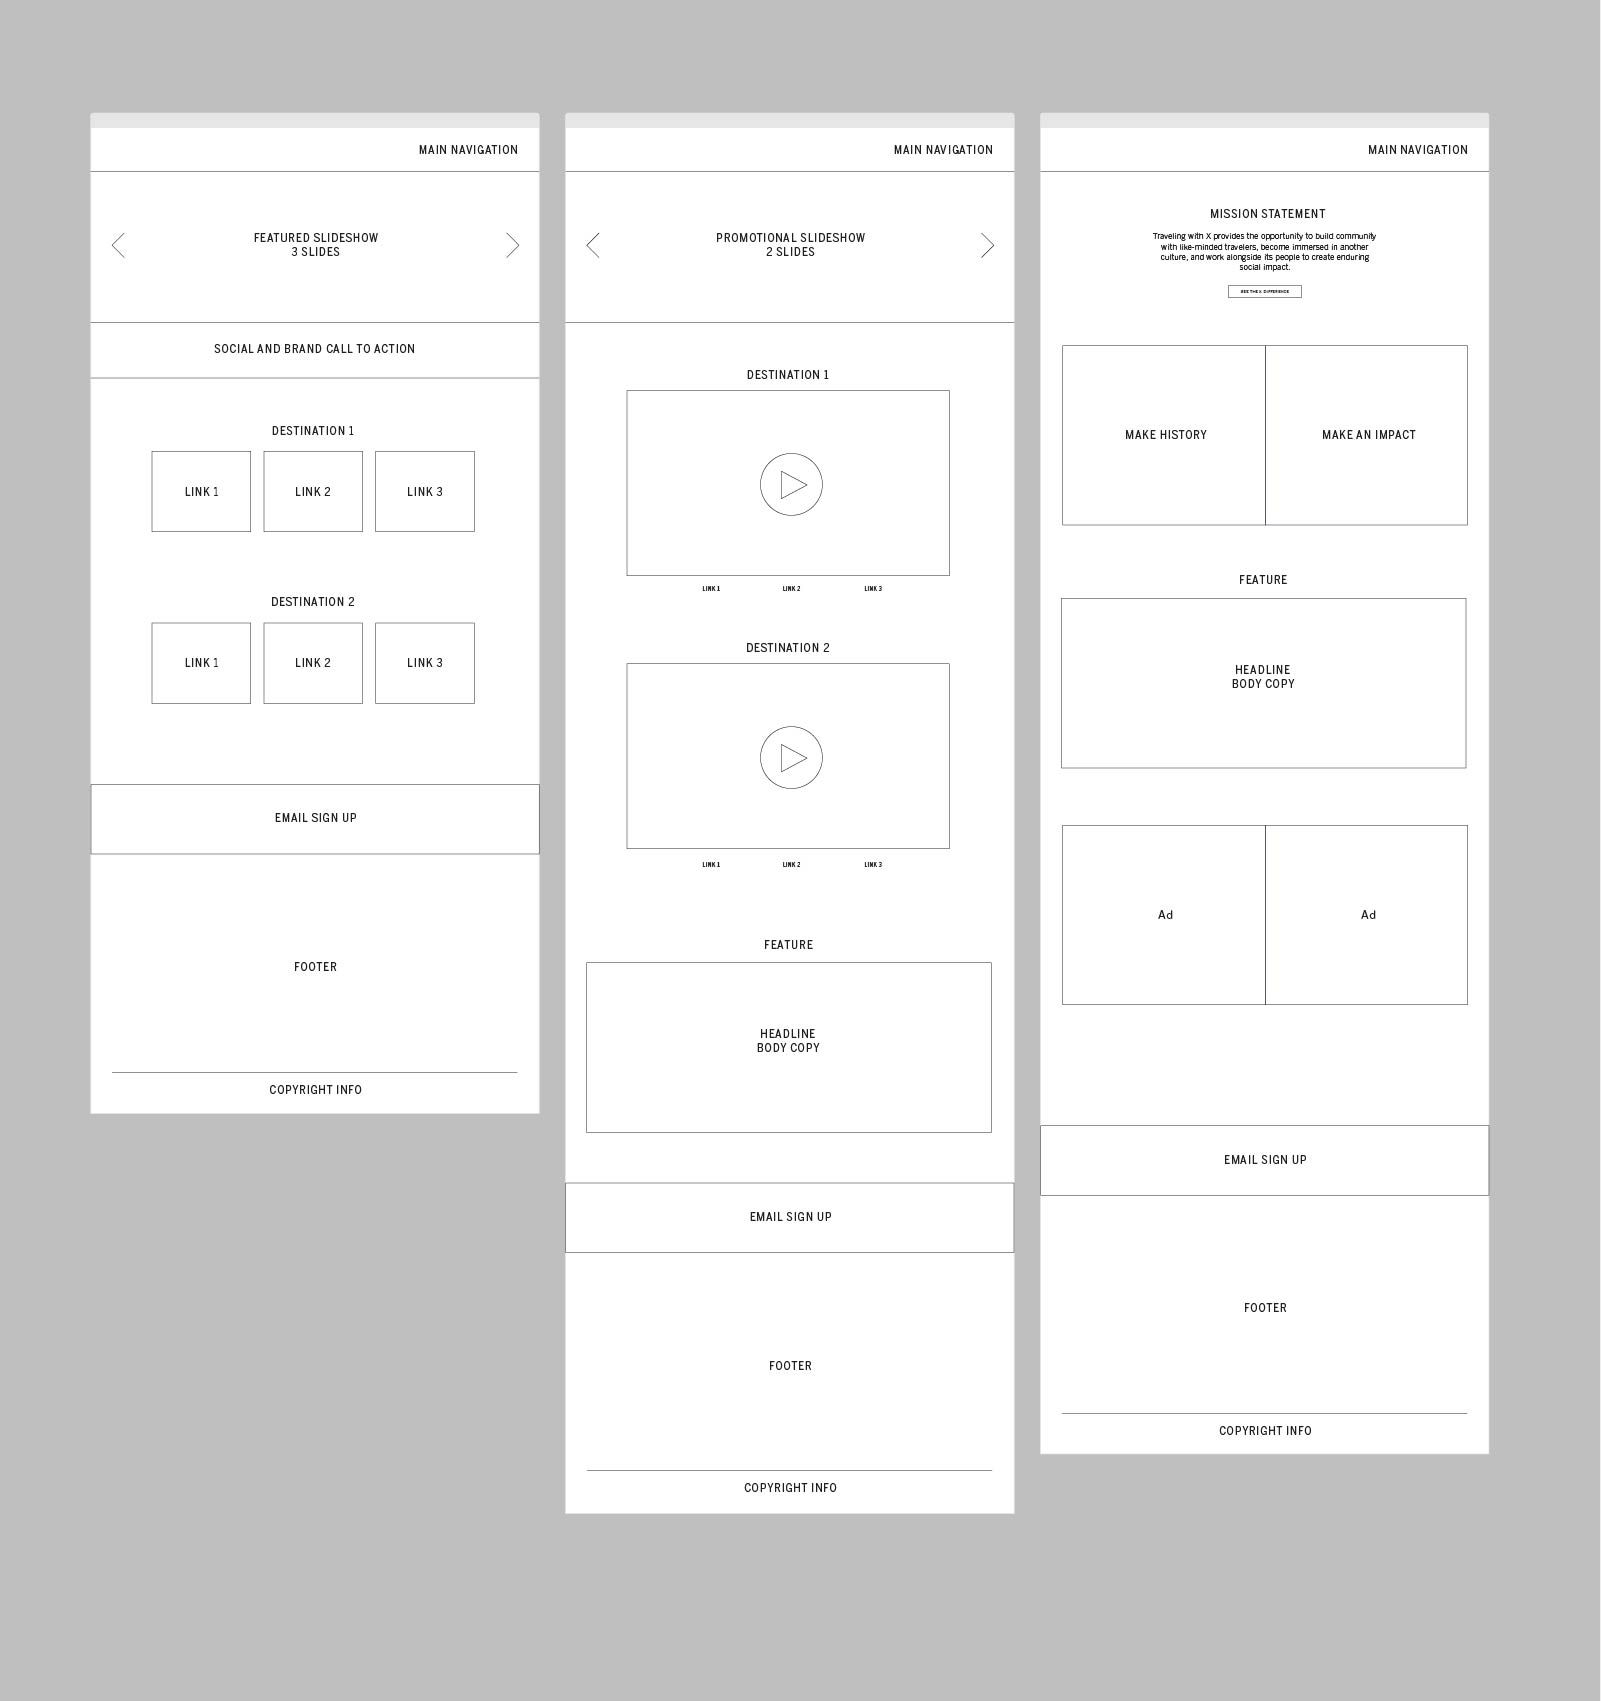 MAIN NAVIGATION
FEATURED SLIDESHOW
3 SLIDES
SOCIAL AND BRAND CALL TO ACTION
DESTINATION 1
LINK 1
LINK 2
LINK 3
DESTINATION 2
LINK 1
LINK 2
LINK 3
EMAIL SIGN UP
FOOTER
COPYRIGHT INFO
MAIN NAVIGATION
PROMOTIONAL SLIDESHOW
2 SLIDES
DESTINATION 1
LINK 1
LINK 2
LINK 3
DESTINATION 2
LINK 1
LINK 2
LINK 3
FEATURE
HEADLINE
BODY COPY
EMAIL SIGN UP
FOOTER
COPYRIGHT INFO
MAIN NAVIGATION
MISSION STATEMENT
Traveling with X provides the opportunity to build community
with like-minded travelers, become immersed in another
culture, and work alongside its people to create enduring
social impact.
SEE THE X DIFFERENCE
MAKE HISTORY
MAKE AN IMPACT
FEATURE
HEADLINE
BODY COPY
Ad
Ad
EMAIL SIGN UP
FOOTER
COPYRIGHT INFO